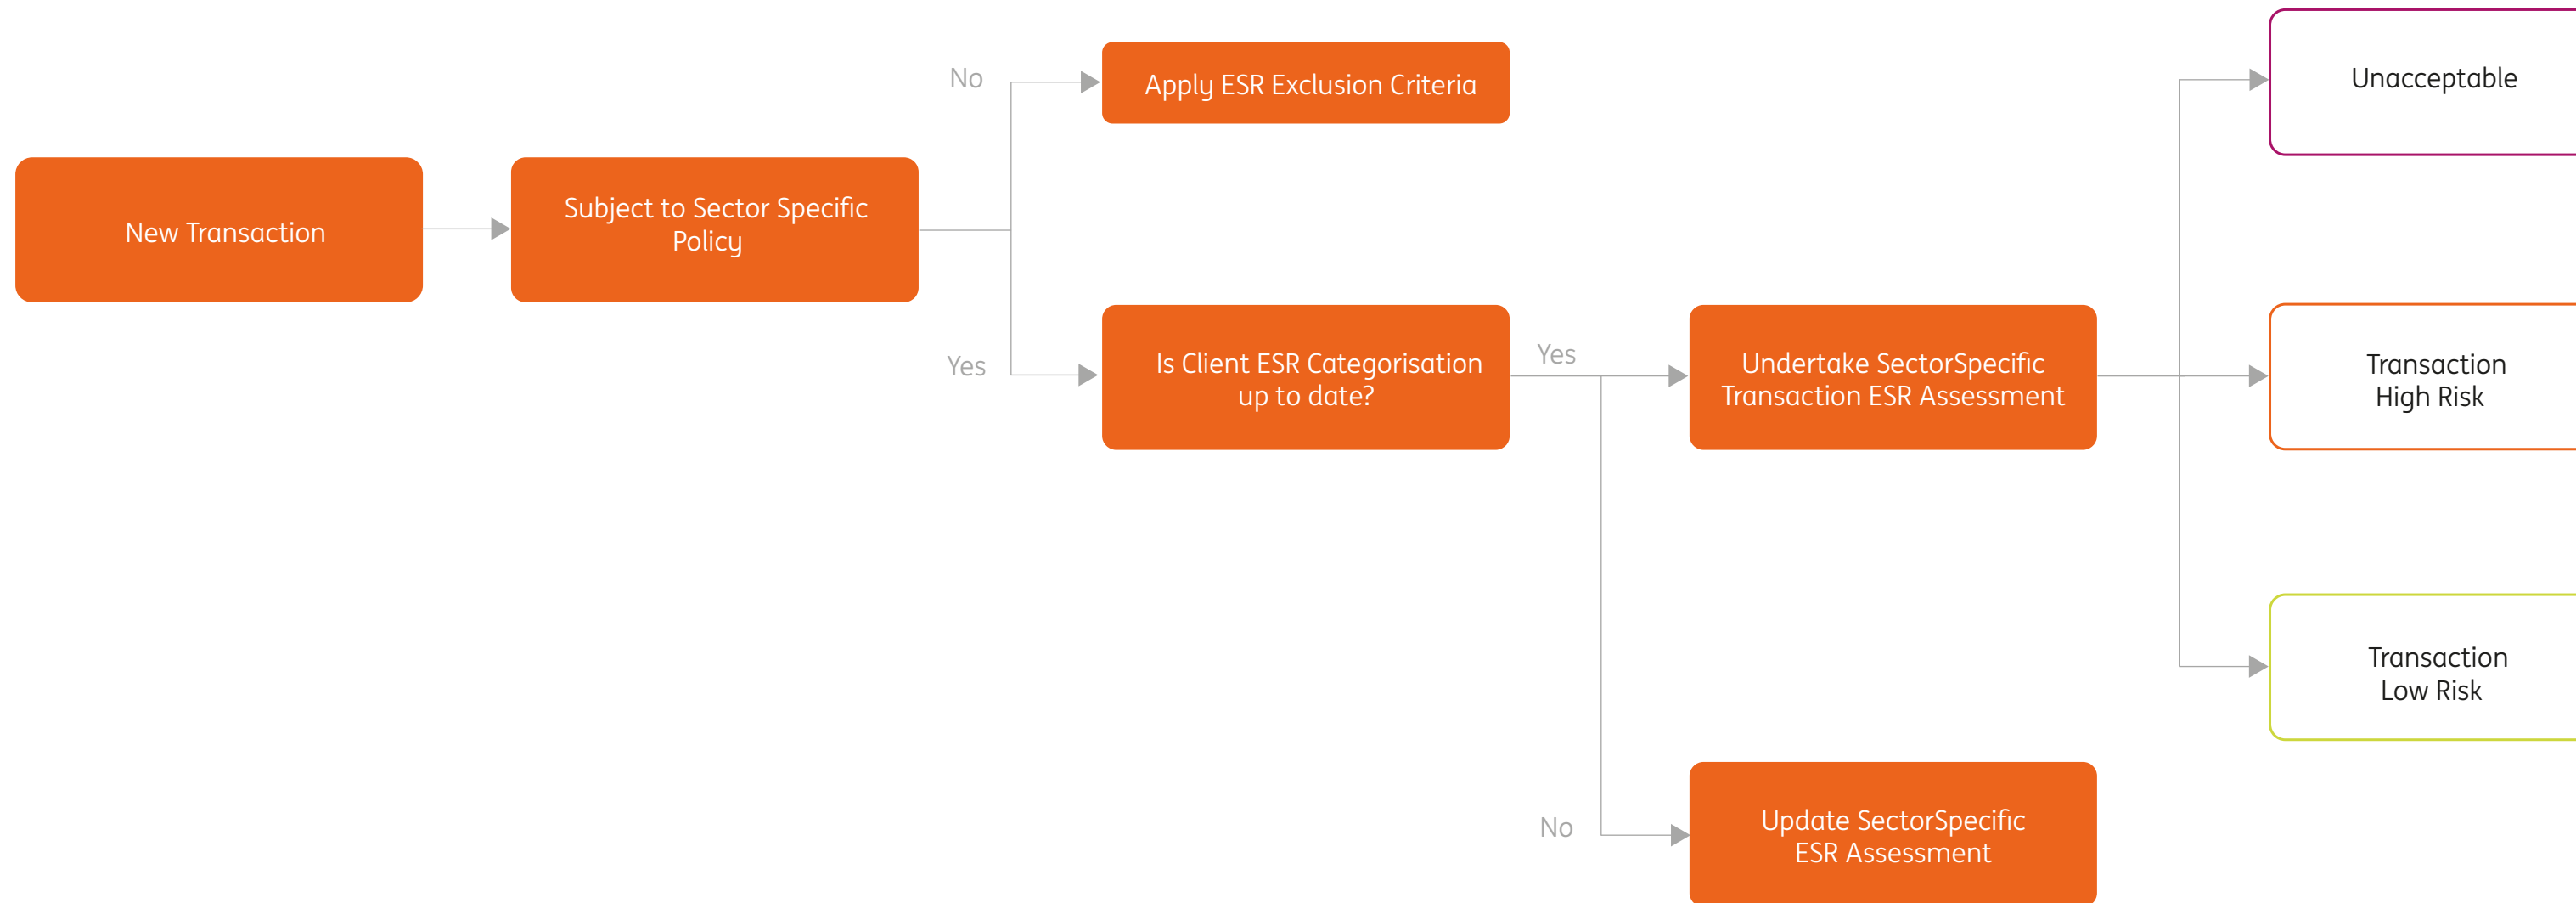 New Transaction
Subject to Sector Specific
Policy
No
Apply ESR Exclusion Criteria
Yes
Is Client ESR Categorisation
up to date?
Yes
Undertake SectorSpecific
Transaction ESR Assessment
No
Update SectorSpecific
ESR Assessment
Unacceptable
Transaction
High Risk
Transaction
Low Risk